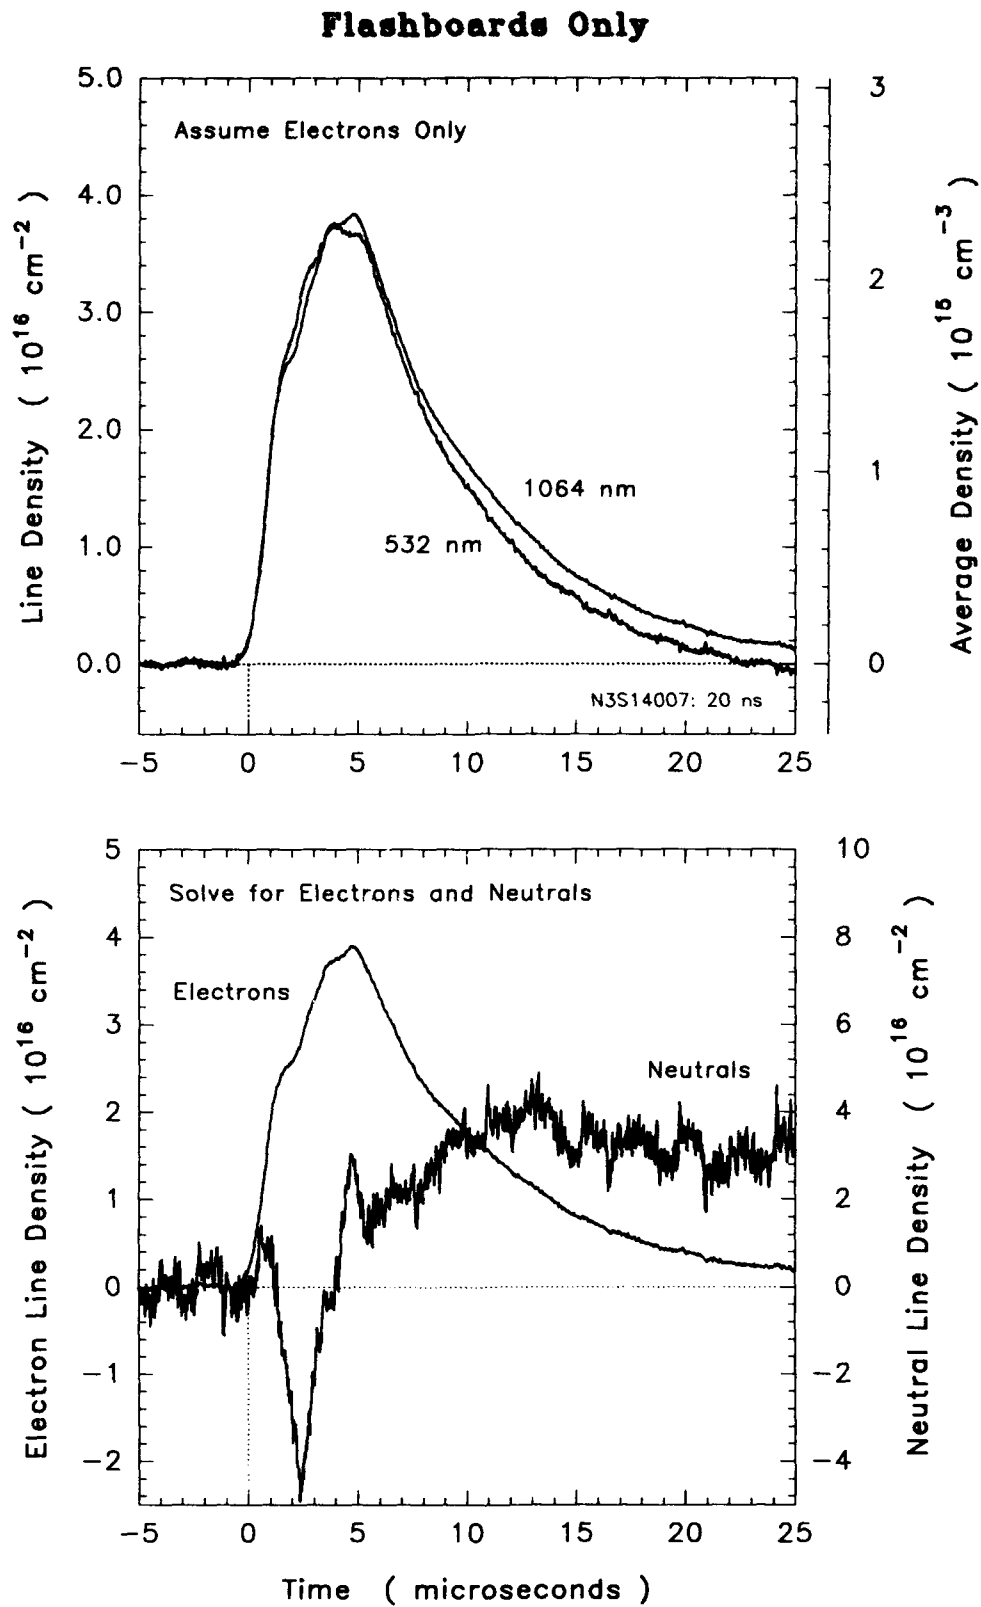 Flashboards Only
5.0
4.0
3.0
2.0
1.0
0.0
Line Density ( 10^16 cm^-2 )
Assume Electrons Only
1064 nm
532 nm
N3S14007: 20 ns
3
2
1
0
Average Density ( 10^15 cm^-3 )
-5 0 5 10 15 20 25
5
4
3
2
1
0
-1
-2
Electron Line Density ( 10^16 cm^-2 )
Solve for Electrons and Neutrals
Electrons
Neutrals
10
8
6
4
2
0
-2
-4
Neutral Line Density ( 10^16 cm^-2 )
-5 0 5 10 15 20 25
Time ( microseconds )